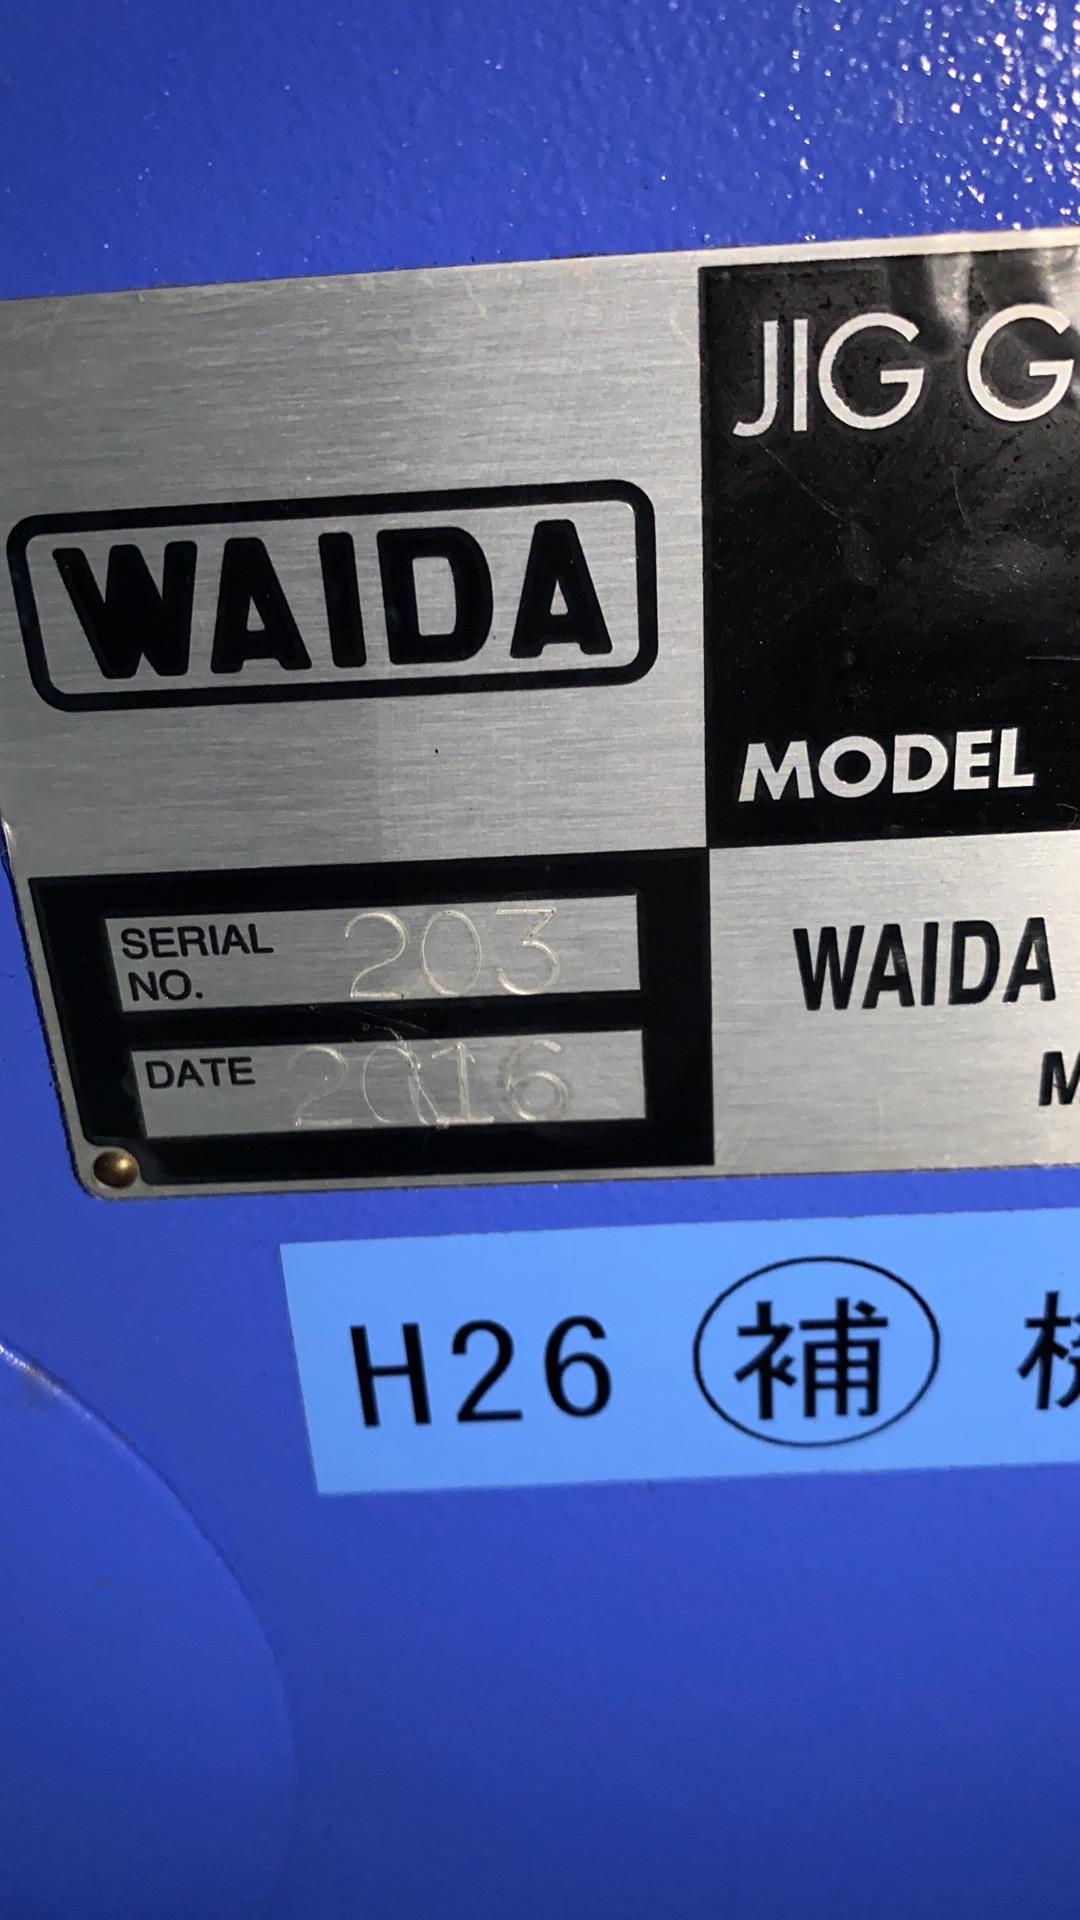 JIG G
WAIDA
MODEL
SERIAL NO. 203
DATE 2016
WAIDA
M
H26 補